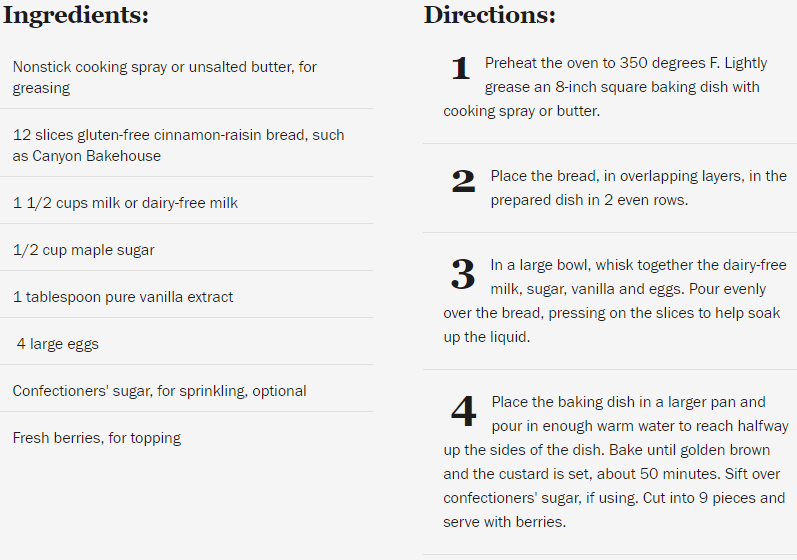 Ingredients:
Nonstick cooking spray or unsalted butter, for
greasing
12 slices gluten-free cinnamon-raisin bread, such
as Canyon Bakehouse
1 1/2 cups milk or dairy-free milk
1/2 cup maple sugar
1 tablespoon pure vanilla extract
4 large eggs
Confectioners' sugar, for sprinkling, optional
Fresh berries, for topping
Directions:
1 Preheat the oven to 350 degrees F. Lightly
grease an 8-inch square baking dish with
cooking spray or butter.
2 Place the bread, in overlapping layers, in the
prepared dish in 2 even rows.
3 In a large bowl, whisk together the dairy-free
milk, sugar, vanilla and eggs. Pour evenly
over the bread, pressing on the slices to help soak
up the liquid.
4 Place the baking dish in a larger pan and
pour in enough warm water to reach halfway
up the sides of the dish. Bake until golden brown
and the custard is set, about 50 minutes. Sift over
confectioners' sugar, if using. Cut into 9 pieces and
serve with berries.